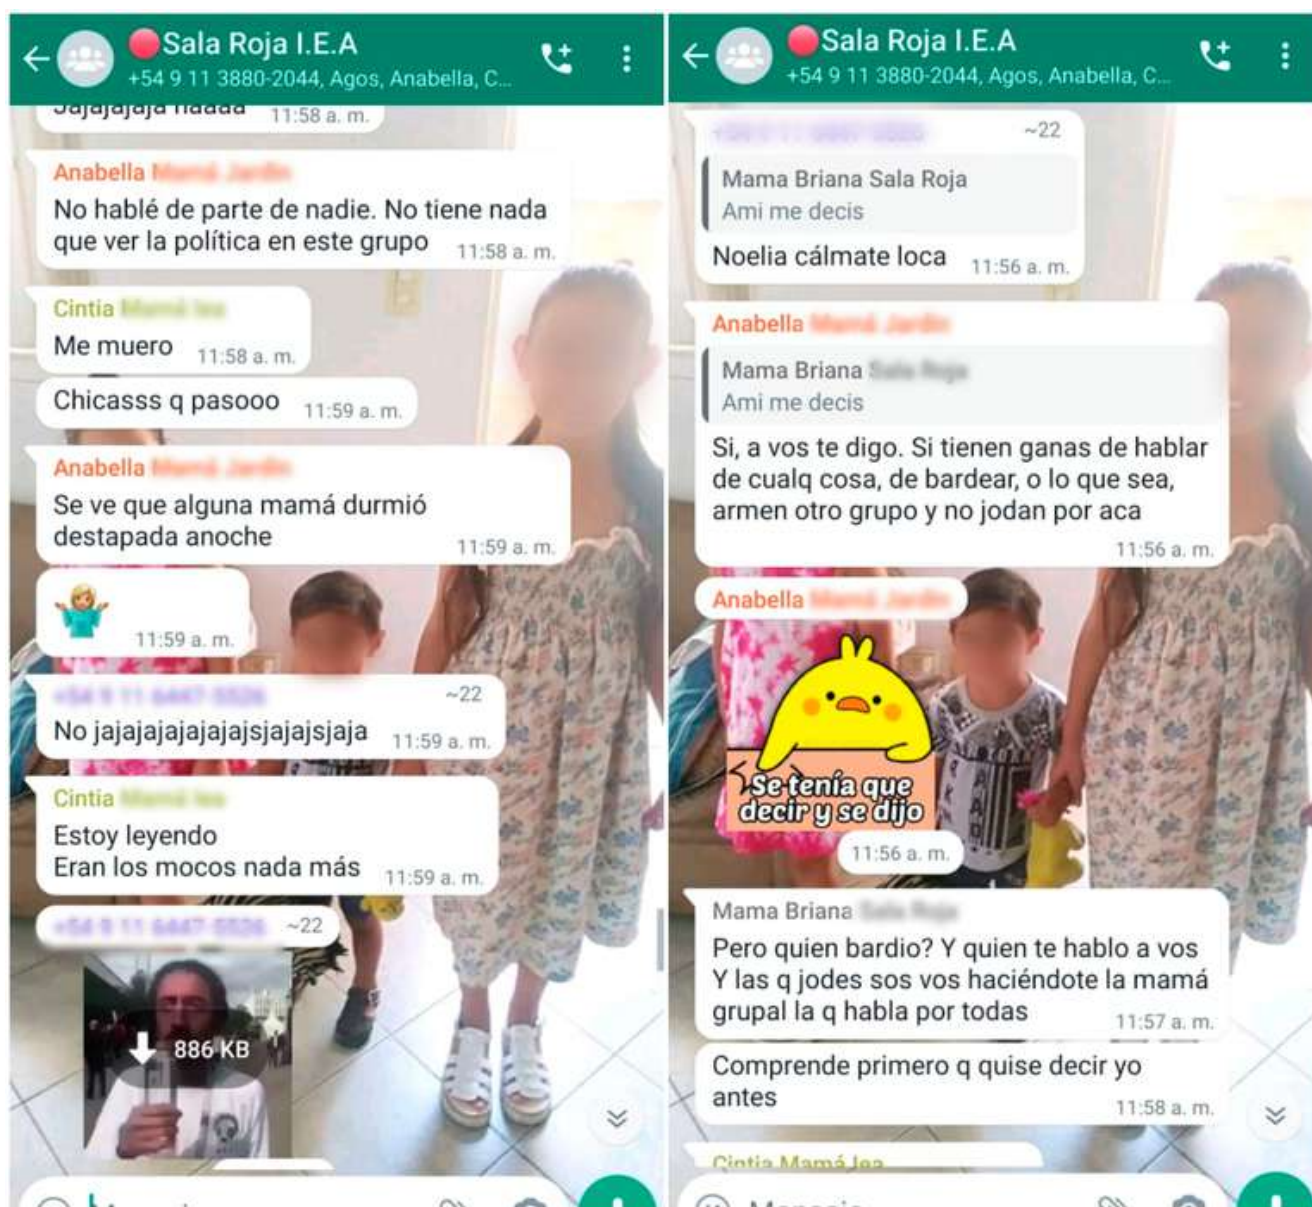 Sala Roja I.E.A
+54 9 11 3880-2044, Agos, Anabella, C...
Jajajajaja naaaa 11:58 a. m.
Anabella
No hablé de parte de nadie. No tiene nada
que ver la política en este grupo 11:58 a. m.
Cintia
Me muero 11:58 a. m.
Chicasss q pasooo 11:59 a. m.
Anabella
Se ve que alguna mamá durmió
destapada anoche 11:59 a. m.
11:59 a. m.
~22
No jajajajajajajajsjajajsjaja 11:59 a. m.
Cintia
Estoy leyendo
Eran los mocos nada más 11:59 a. m.
~22
886 KB
Sala Roja I.E.A
+54 9 11 3880-2044, Agos, Anabella, C...
~22
Mama Briana Sala Roja
Ami me decis
Noelia cálmate loca 11:56 a. m.
Anabella
Mama Briana
Ami me decis
Si, a vos te digo. Si tienen ganas de hablar
de cualq cosa, de bardear, o lo que sea,
armen otro grupo y no jodan por aca
11:56 a. m.
Anabella
Se tenía que
decir y se dijo
11:56 a. m.
Mama Briana
Pero quien bardio? Y quien te hablo a vos
Y las q jodes sos vos haciéndote la mamá
grupal la q habla por todas 11:57 a. m.
Comprende primero q quise decir yo
antes 11:58 a. m.
Cintia Mamá Iea